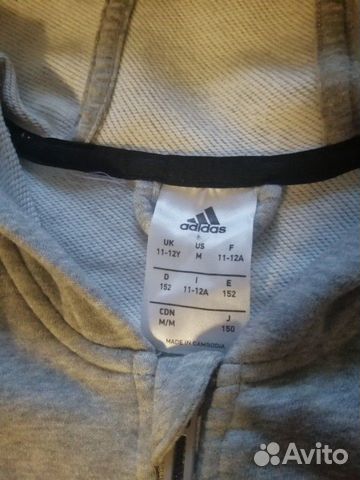 adidas
UK US F
11-12Y M 11-12A
D I E
152 11-12A 152
CDN J
M/M 150
MADE IN CAMBODIA
Avito